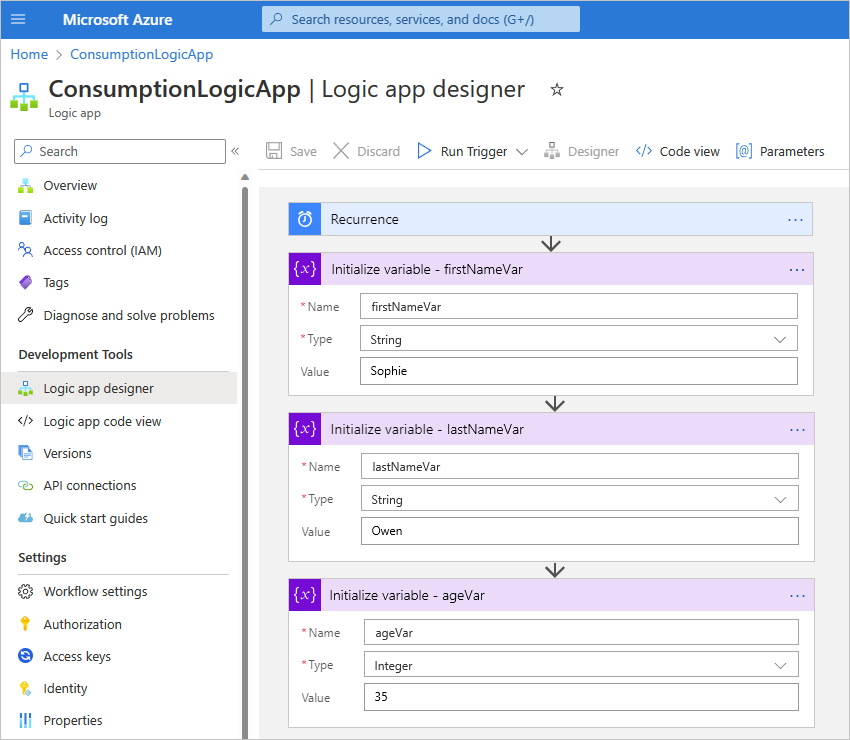 Microsoft Azure
Search resources, services, and docs (G+/)
Home > ConsumptionLogicApp
ConsumptionLogicApp | Logic app designer
Logic app
Search
«
Save
Discard
Run Trigger
Designer
</> Code view
[@] Parameters
Overview
Activity log
Access control (IAM)
Tags
Diagnose and solve problems
Development Tools
Logic app designer
</> Logic app code view
Versions
API connections
Quick start guides
Settings
Workflow settings
Authorization
Access keys
Identity
Properties
Recurrence ...
{x} Initialize variable - firstNameVar ...
* Name firstNameVar
* Type String
Value Sophie
{x} Initialize variable - lastNameVar ...
* Name lastNameVar
* Type String
Value Owen
{x} Initialize variable - ageVar ...
* Name ageVar
* Type Integer
Value 35